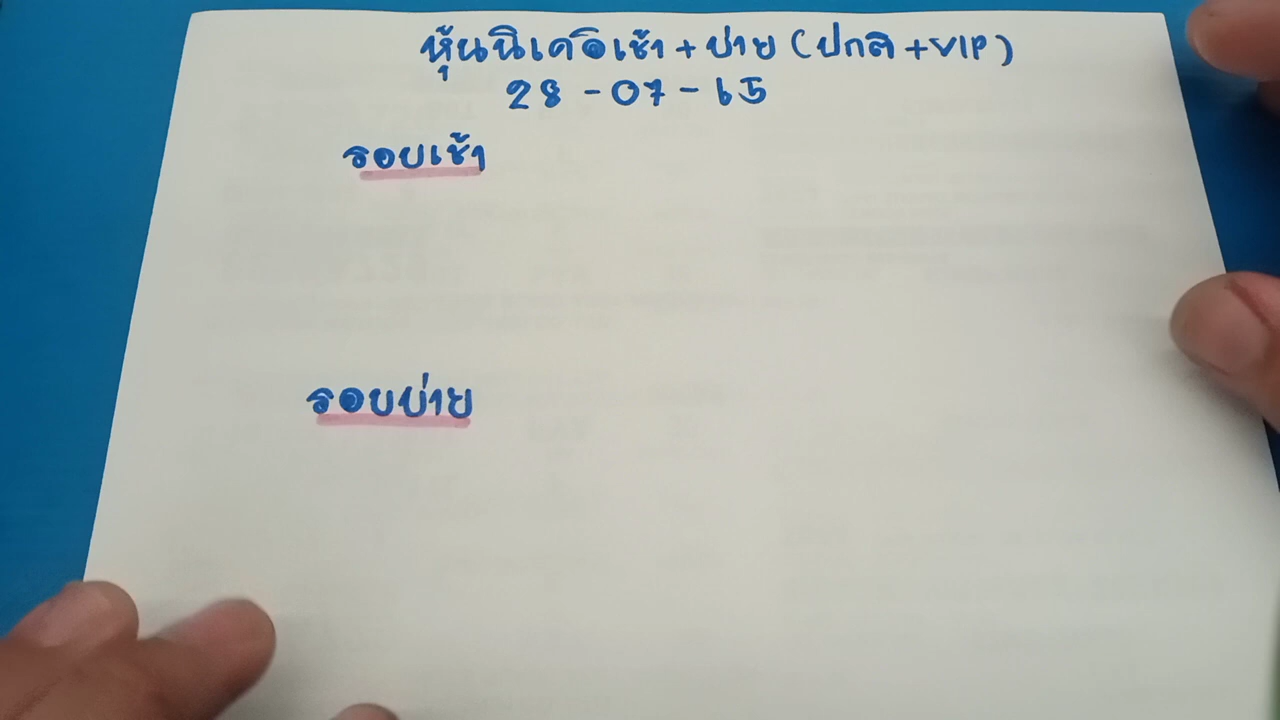 หุ้นนิเคอิเช้า + บ่าย (ปกติ + VIP)
28 - 07 - 65
รอบเช้า
รอบบ่าย